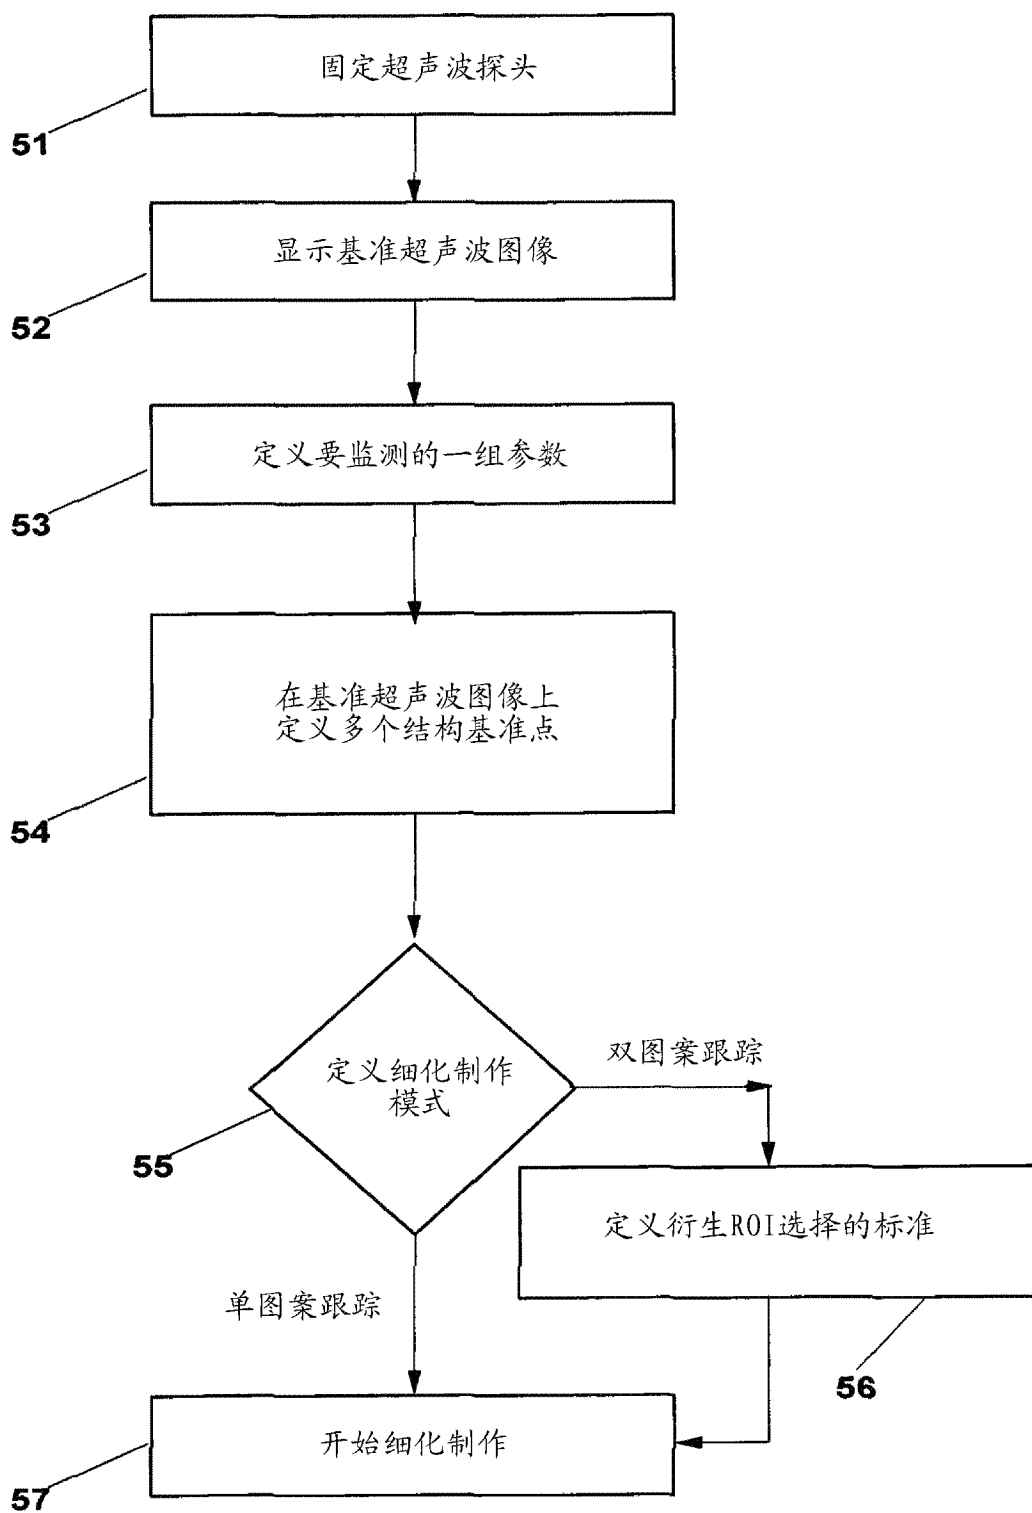 固定超声波探头
51
显示基准超声波图像
52
定义要监测的一组参数
53
在基准超声波图像上
定义多个结构基准点
54
定义细化制作
模式
55
双图案跟踪
定义衍生ROI选择的标准
56
单图案跟踪
开始细化制作
57